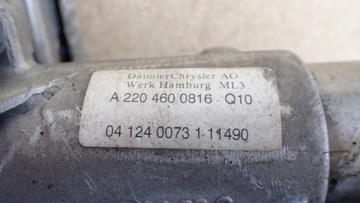 DaimlerChrysler AG
Werk Hamburg ML3
A 220 460 0816 Q10
04 124 0073 1 11490